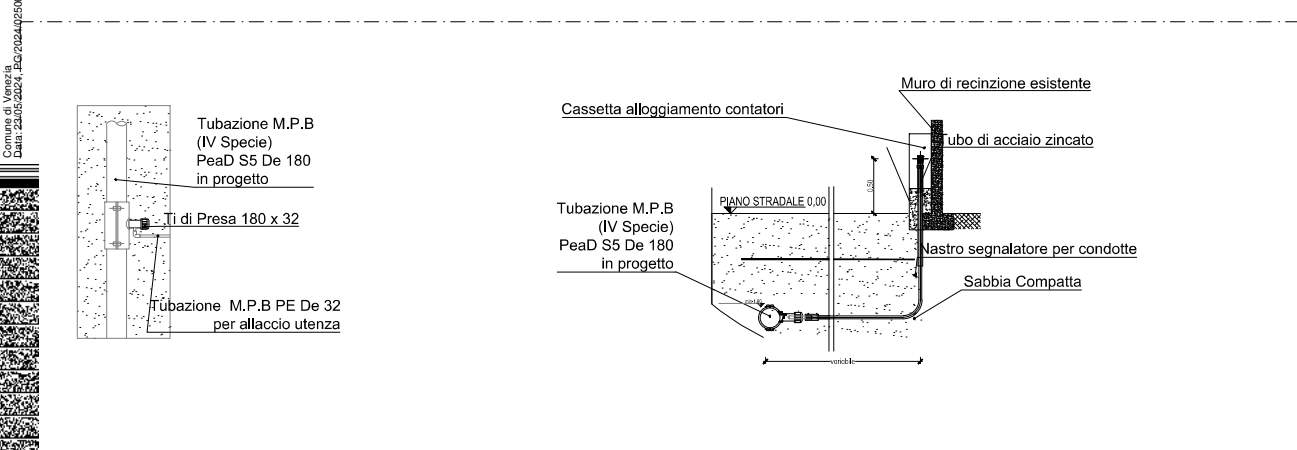 Comune di Venezia
Data: 23/05/2024, PG/2024/02500
Tubazione M.P.B
(IV Specie)
PeaD S5 De 180
in progetto
Ti di Presa 180 x 32
Tubazione M.P.B PE De 32
per allaccio utenza
Muro di recinzione esistente
Cassetta alloggiamento contatori
Tubo di acciaio zincato
0,50
PIANO STRADALE 0,00
Tubazione M.P.B
(IV Specie)
PeaD S5 De 180
in progetto
Nastro segnalatore per condotte
Sabbia Compatta
variabile